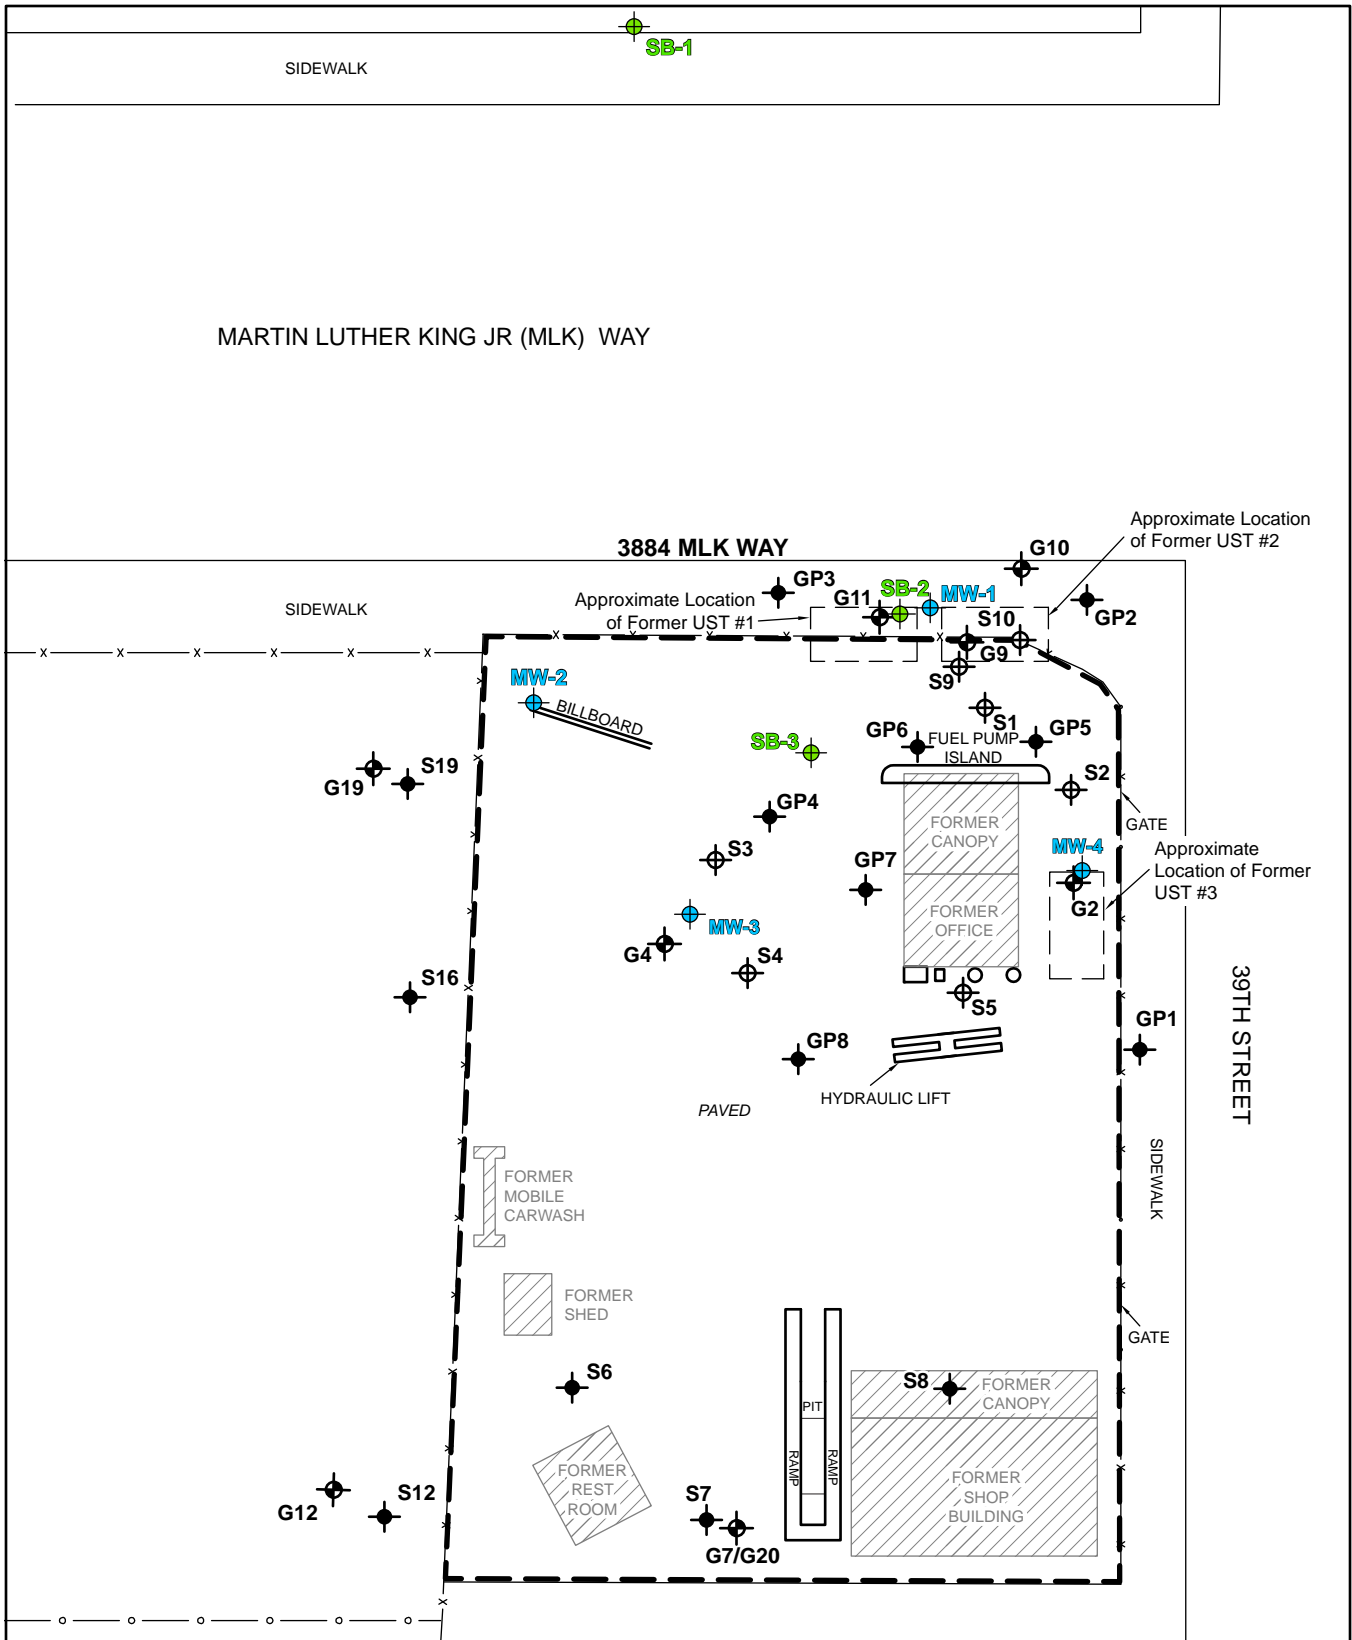 SB-1
SIDEWALK
MARTIN LUTHER KING JR (MLK) WAY
Approximate Location
of Former UST #2
3884 MLK WAY
G10
GP3
SB-2
MW-1
G11
GP2
Approximate Location
of Former UST #1
SIDEWALK
S10
G9
S9
MW-2
BILLBOARD
S1
SB-3
GP6
FUEL PUMP
ISLAND
GP5
S19
G19
S2
GP4
GATE
FORMER
CANOPY
MW-4
Approximate
Location of Former
UST #3
S3
GP7
G2
FORMER
OFFICE
MW-3
G4
S4
S16
S5
39TH STREET
GP1
GP8
HYDRAULIC LIFT
PAVED
SIDEWALK
FORMER
MOBILE
CARWASH
FORMER
SHED
GATE
S6
S8
FORMER
CANOPY
PIT
RAMP
RAMP
FORMER
REST
ROOM
FORMER
SHOP
BUILDING
S12
G12
S7
G7/G20